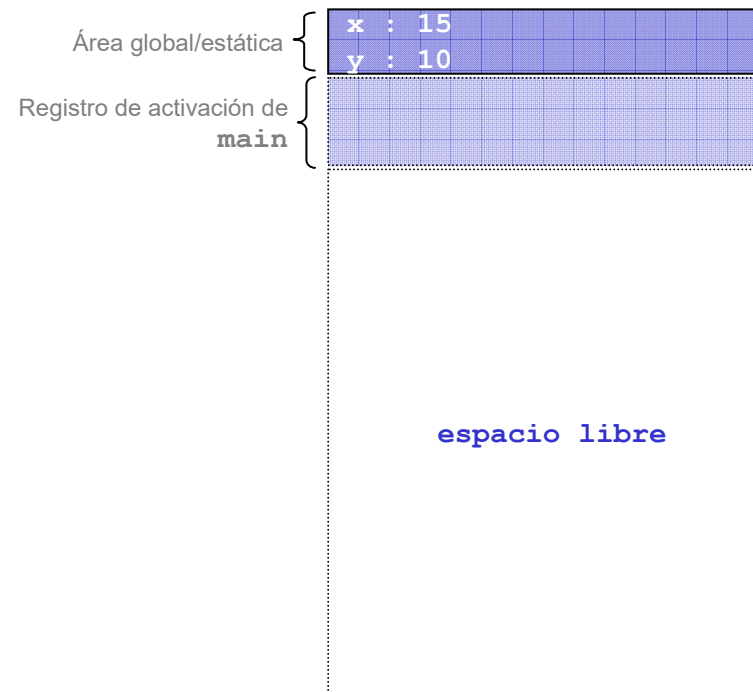 Área global/estática
x : 15
y : 10
Registro de activación de
main
espacio libre